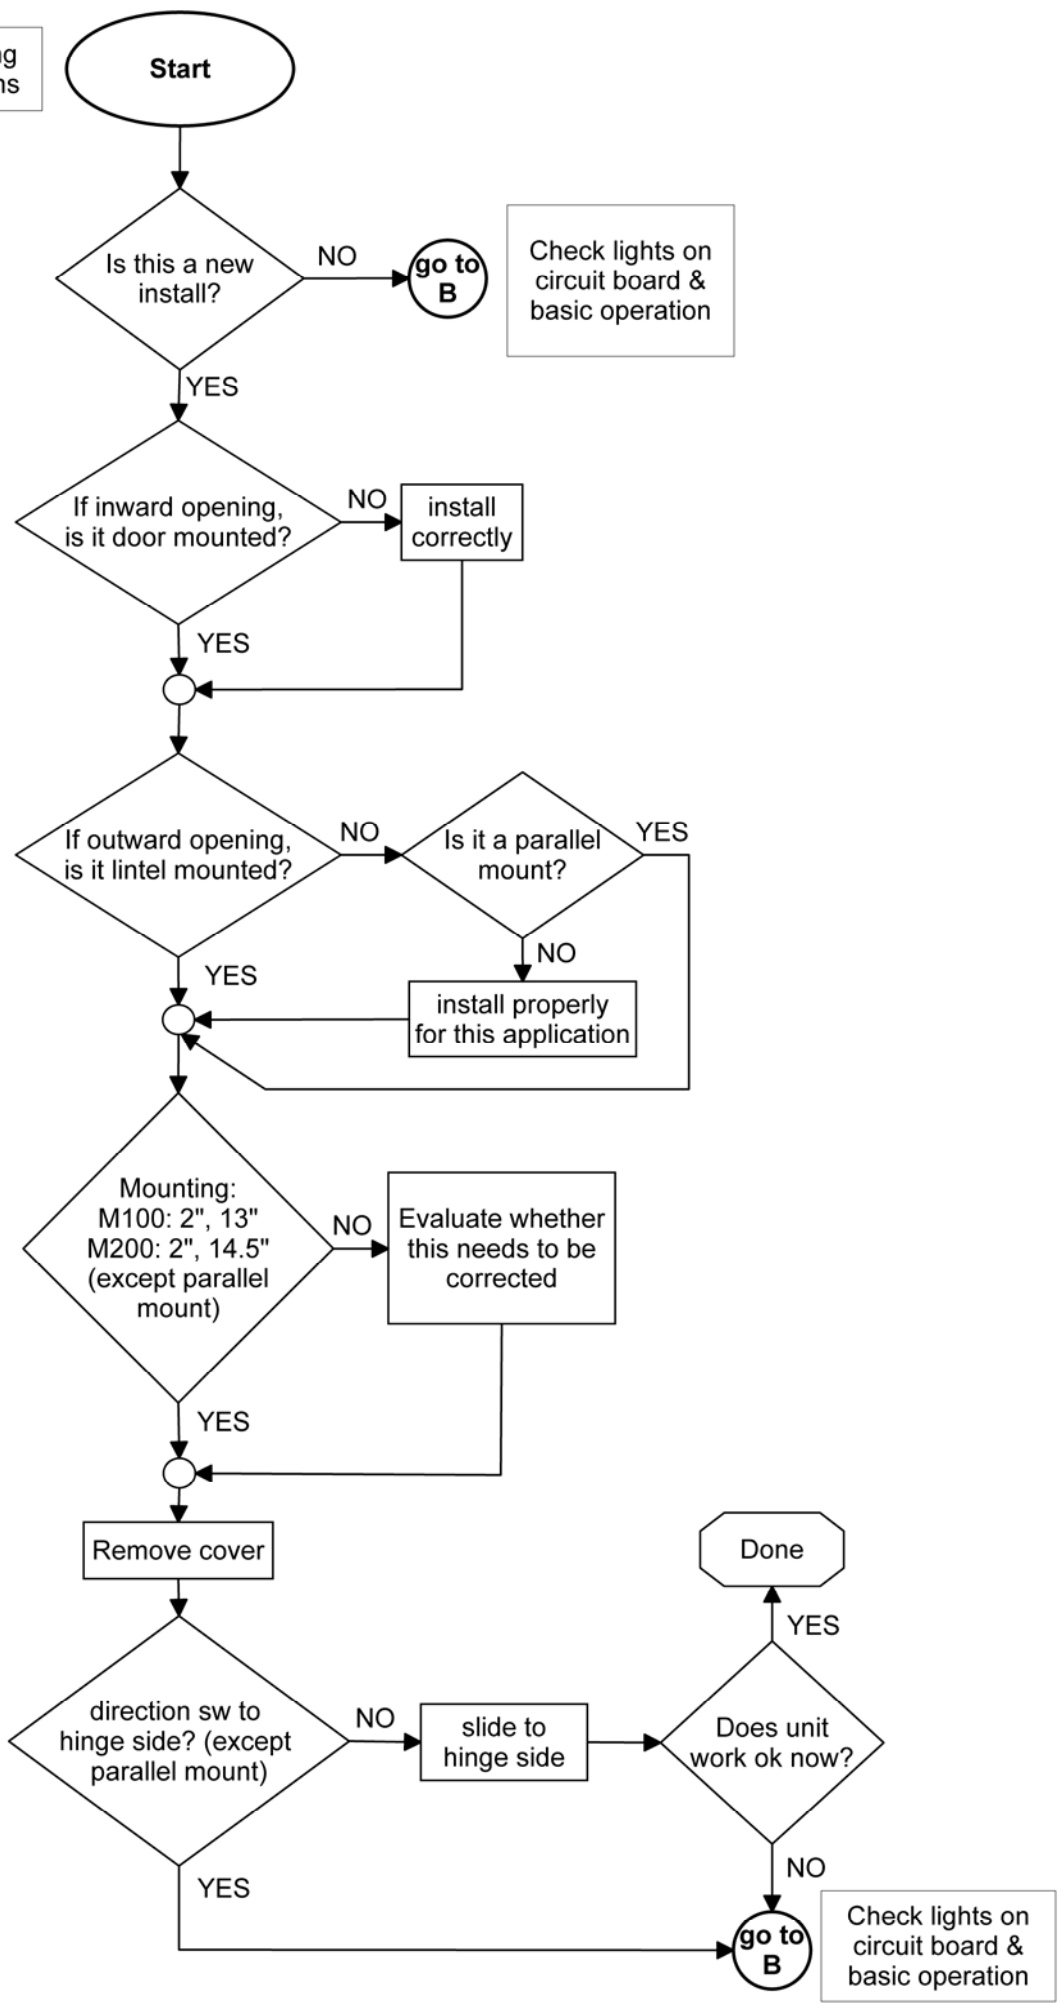 Start
Is this a new
install?
NO
go to
B
Check lights on
circuit board &
basic operation
YES
If inward opening,
is it door mounted?
NO
install
correctly
YES
If outward opening,
is it lintel mounted?
NO
Is it a parallel
mount?
YES
NO
YES
install properly
for this application
Mounting:
M100: 2", 13"
M200: 2", 14.5"
(except parallel
mount)
NO
Evaluate whether
this needs to be
corrected
YES
Remove cover
Done
YES
direction sw to
hinge side? (except
parallel mount)
NO
slide to
hinge side
Does unit
work ok now?
YES
NO
go to
B
Check lights on
circuit board &
basic operation